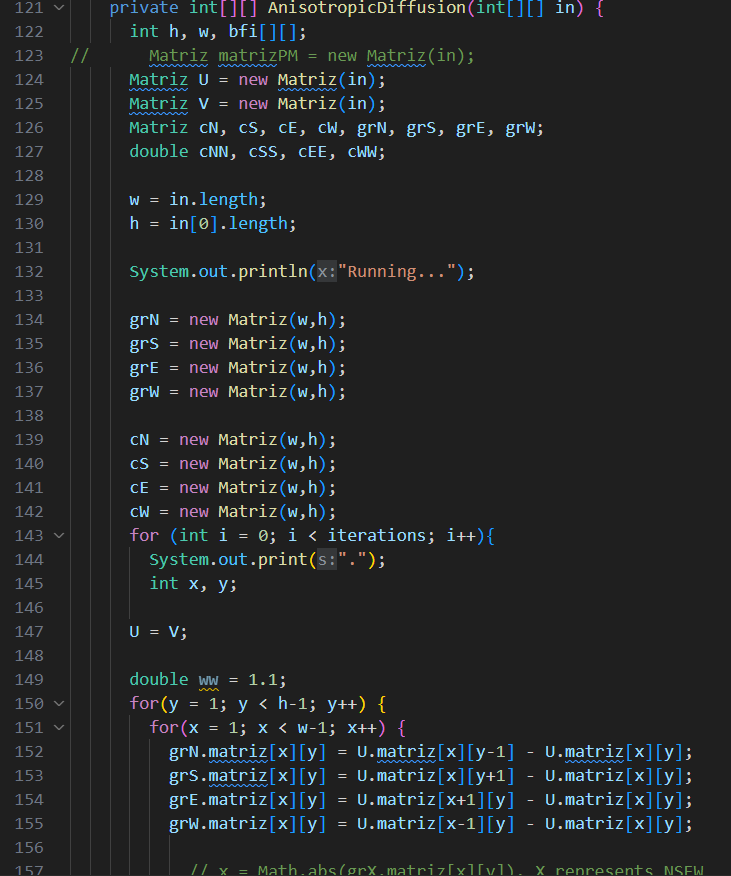 121 private int[][] AnisotropicDiffusion(int[][] in) {
122 int h, w, bfi[][];
123 // Matriz matrizPM = new Matriz(in);
124 Matriz U = new Matriz(in);
125 Matriz V = new Matriz(in);
126 Matriz cN, cS, cE, cW, grN, grS, grE, grW;
127 double cNN, cSS, cEE, cWW;
128
129 w = in.length;
130 h = in[0].length;
131
132 System.out.println(x:"Running...");
133
134 grN = new Matriz(w,h);
135 grS = new Matriz(w,h);
136 grE = new Matriz(w,h);
137 grW = new Matriz(w,h);
138
139 cN = new Matriz(w,h);
140 cS = new Matriz(w,h);
141 cE = new Matriz(w,h);
142 cW = new Matriz(w,h);
143 for (int i = 0; i < iterations; i++){
144 System.out.print(s:".");
145 int x, y;
146
147 U = V;
148
149 double ww = 1.1;
150 for(y = 1; y < h-1; y++) {
151 for(x = 1; x < w-1; x++) {
152 grN.matriz[x][y] = U.matriz[x][y-1] - U.matriz[x][y];
153 grS.matriz[x][y] = U.matriz[x][y+1] - U.matriz[x][y];
154 grE.matriz[x][y] = U.matriz[x+1][y] - U.matriz[x][y];
155 grW.matriz[x][y] = U.matriz[x-1][y] - U.matriz[x][y];
156
157 // x = Math.abs(grX.matriz[x][y]). X represents NSEW